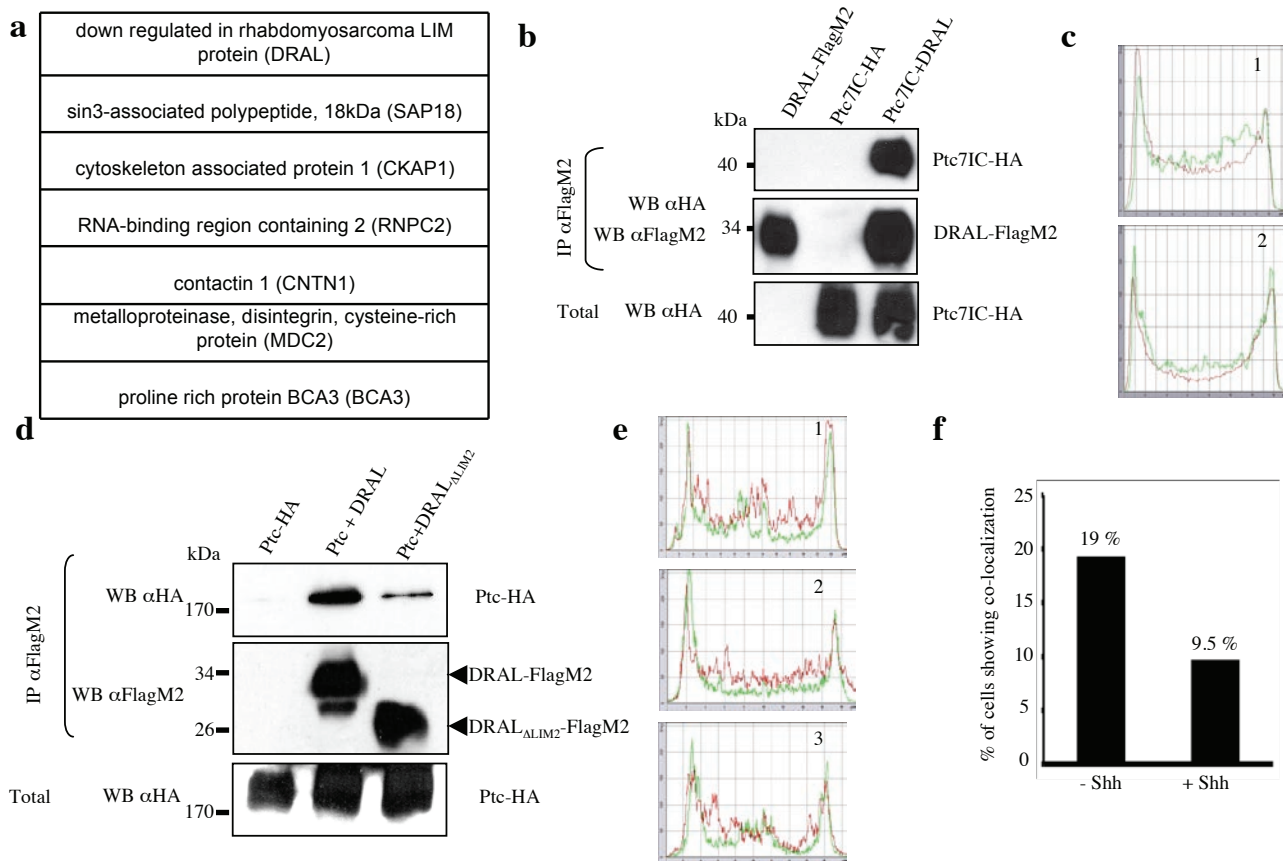 a
down regulated in rhabdomyosarcoma LIM
protein (DRAL)
sin3-associated polypeptide, 18kDa (SAP18)
cytoskeleton associated protein 1 (CKAP1)
RNA-binding region containing 2 (RNPC2)
contactin 1 (CNTN1)
metalloproteinase, disintegrin, cysteine-rich
protein (MDC2)
proline rich protein BCA3 (BCA3)
b
DRAL-FlagM2
Ptc7IC-HA
Ptc7IC+DRAL
kDa
IP αFlagM2
40
Ptc7IC-HA
WB αHA
WB αFlagM2
34
DRAL-FlagM2
Total
WB αHA
40
Ptc7IC-HA
c
1
2
d
Ptc-HA
Ptc + DRAL
Ptc+DRALΔLIM2
kDa
IP αFlagM2
WB αHA
170
Ptc-HA
WB αFlagM2
34
DRAL-FlagM2
26
DRALΔLIM2-FlagM2
Total
WB αHA
170
Ptc-HA
e
1
2
3
f
% of cells showing co-localization
25
20
15
10
5
0
19 %
9.5 %
- Shh
+ Shh